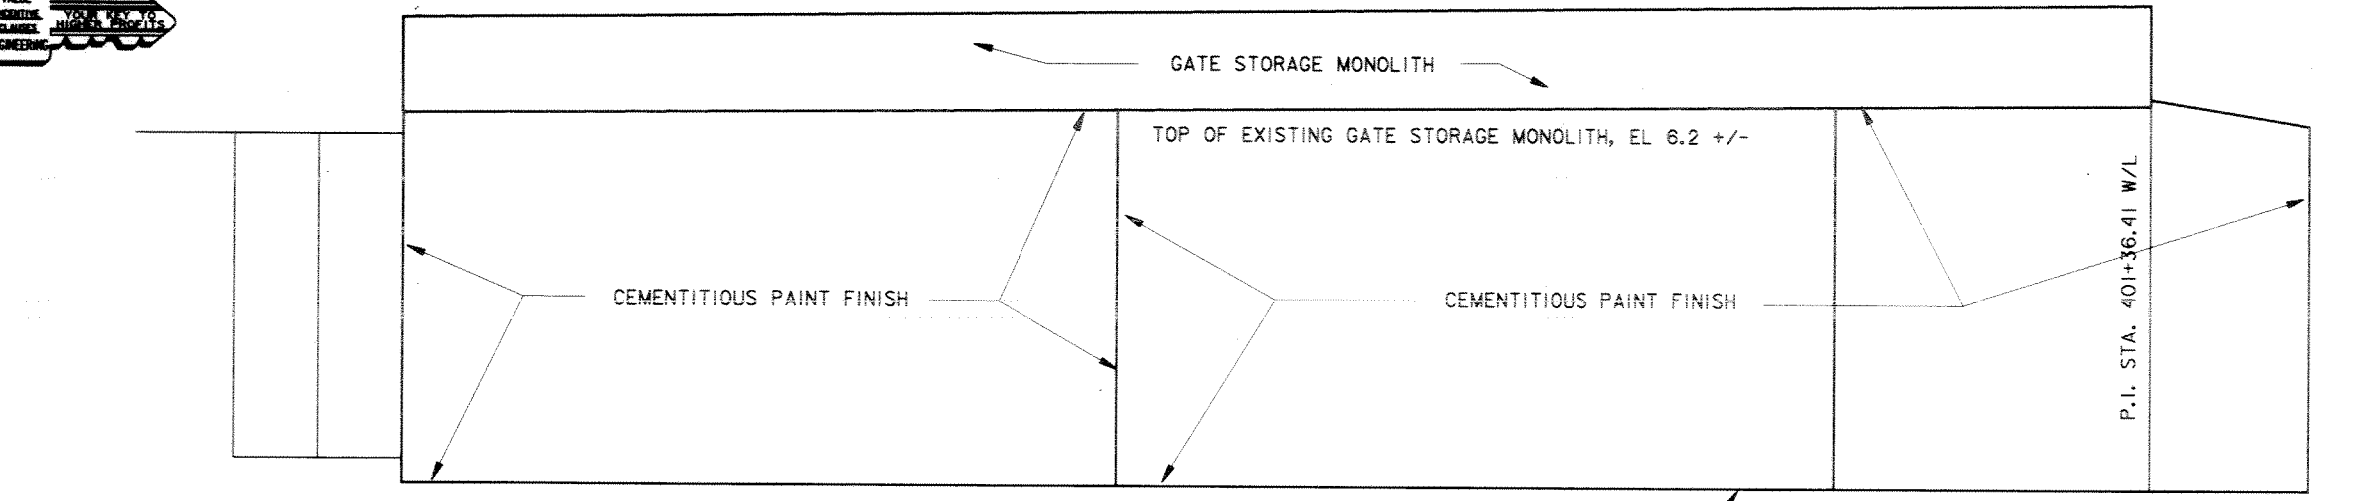 YOUR KEY TO
HIGHER PROFITS
GATE STORAGE MONOLITH
TOP OF EXISTING GATE STORAGE MONOLITH, EL 6.2 +/-
CEMENTITIOUS PAINT FINISH
CEMENTITIOUS PAINT FINISH
P.I. STA. 401+36.41 W/L